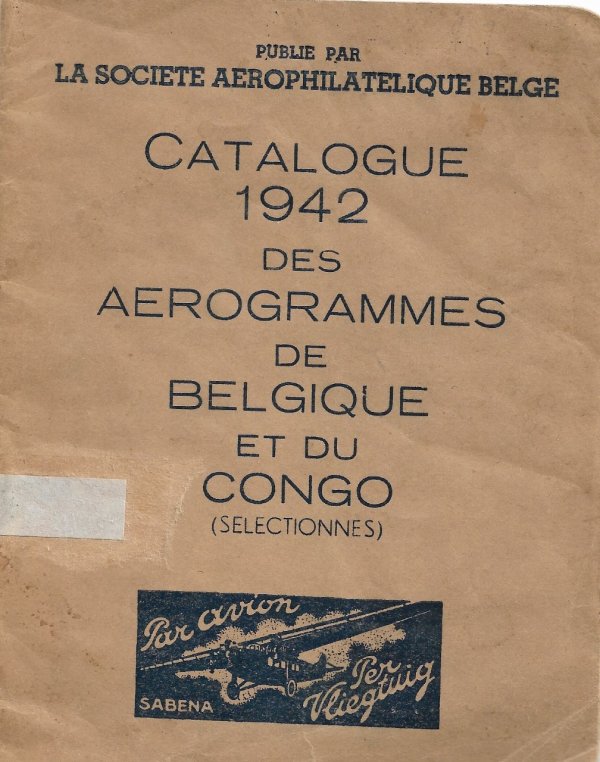 PUBLIE PAR
LA SOCIETE AEROPHILATELIQUE BELGE
CATALOGUE
1942
DES
AEROGRAMMES
DE
BELGIQUE
ET DU
CONGO
(SELECTIONNES)
Par avion
SABENA
Per
Vliegtuig